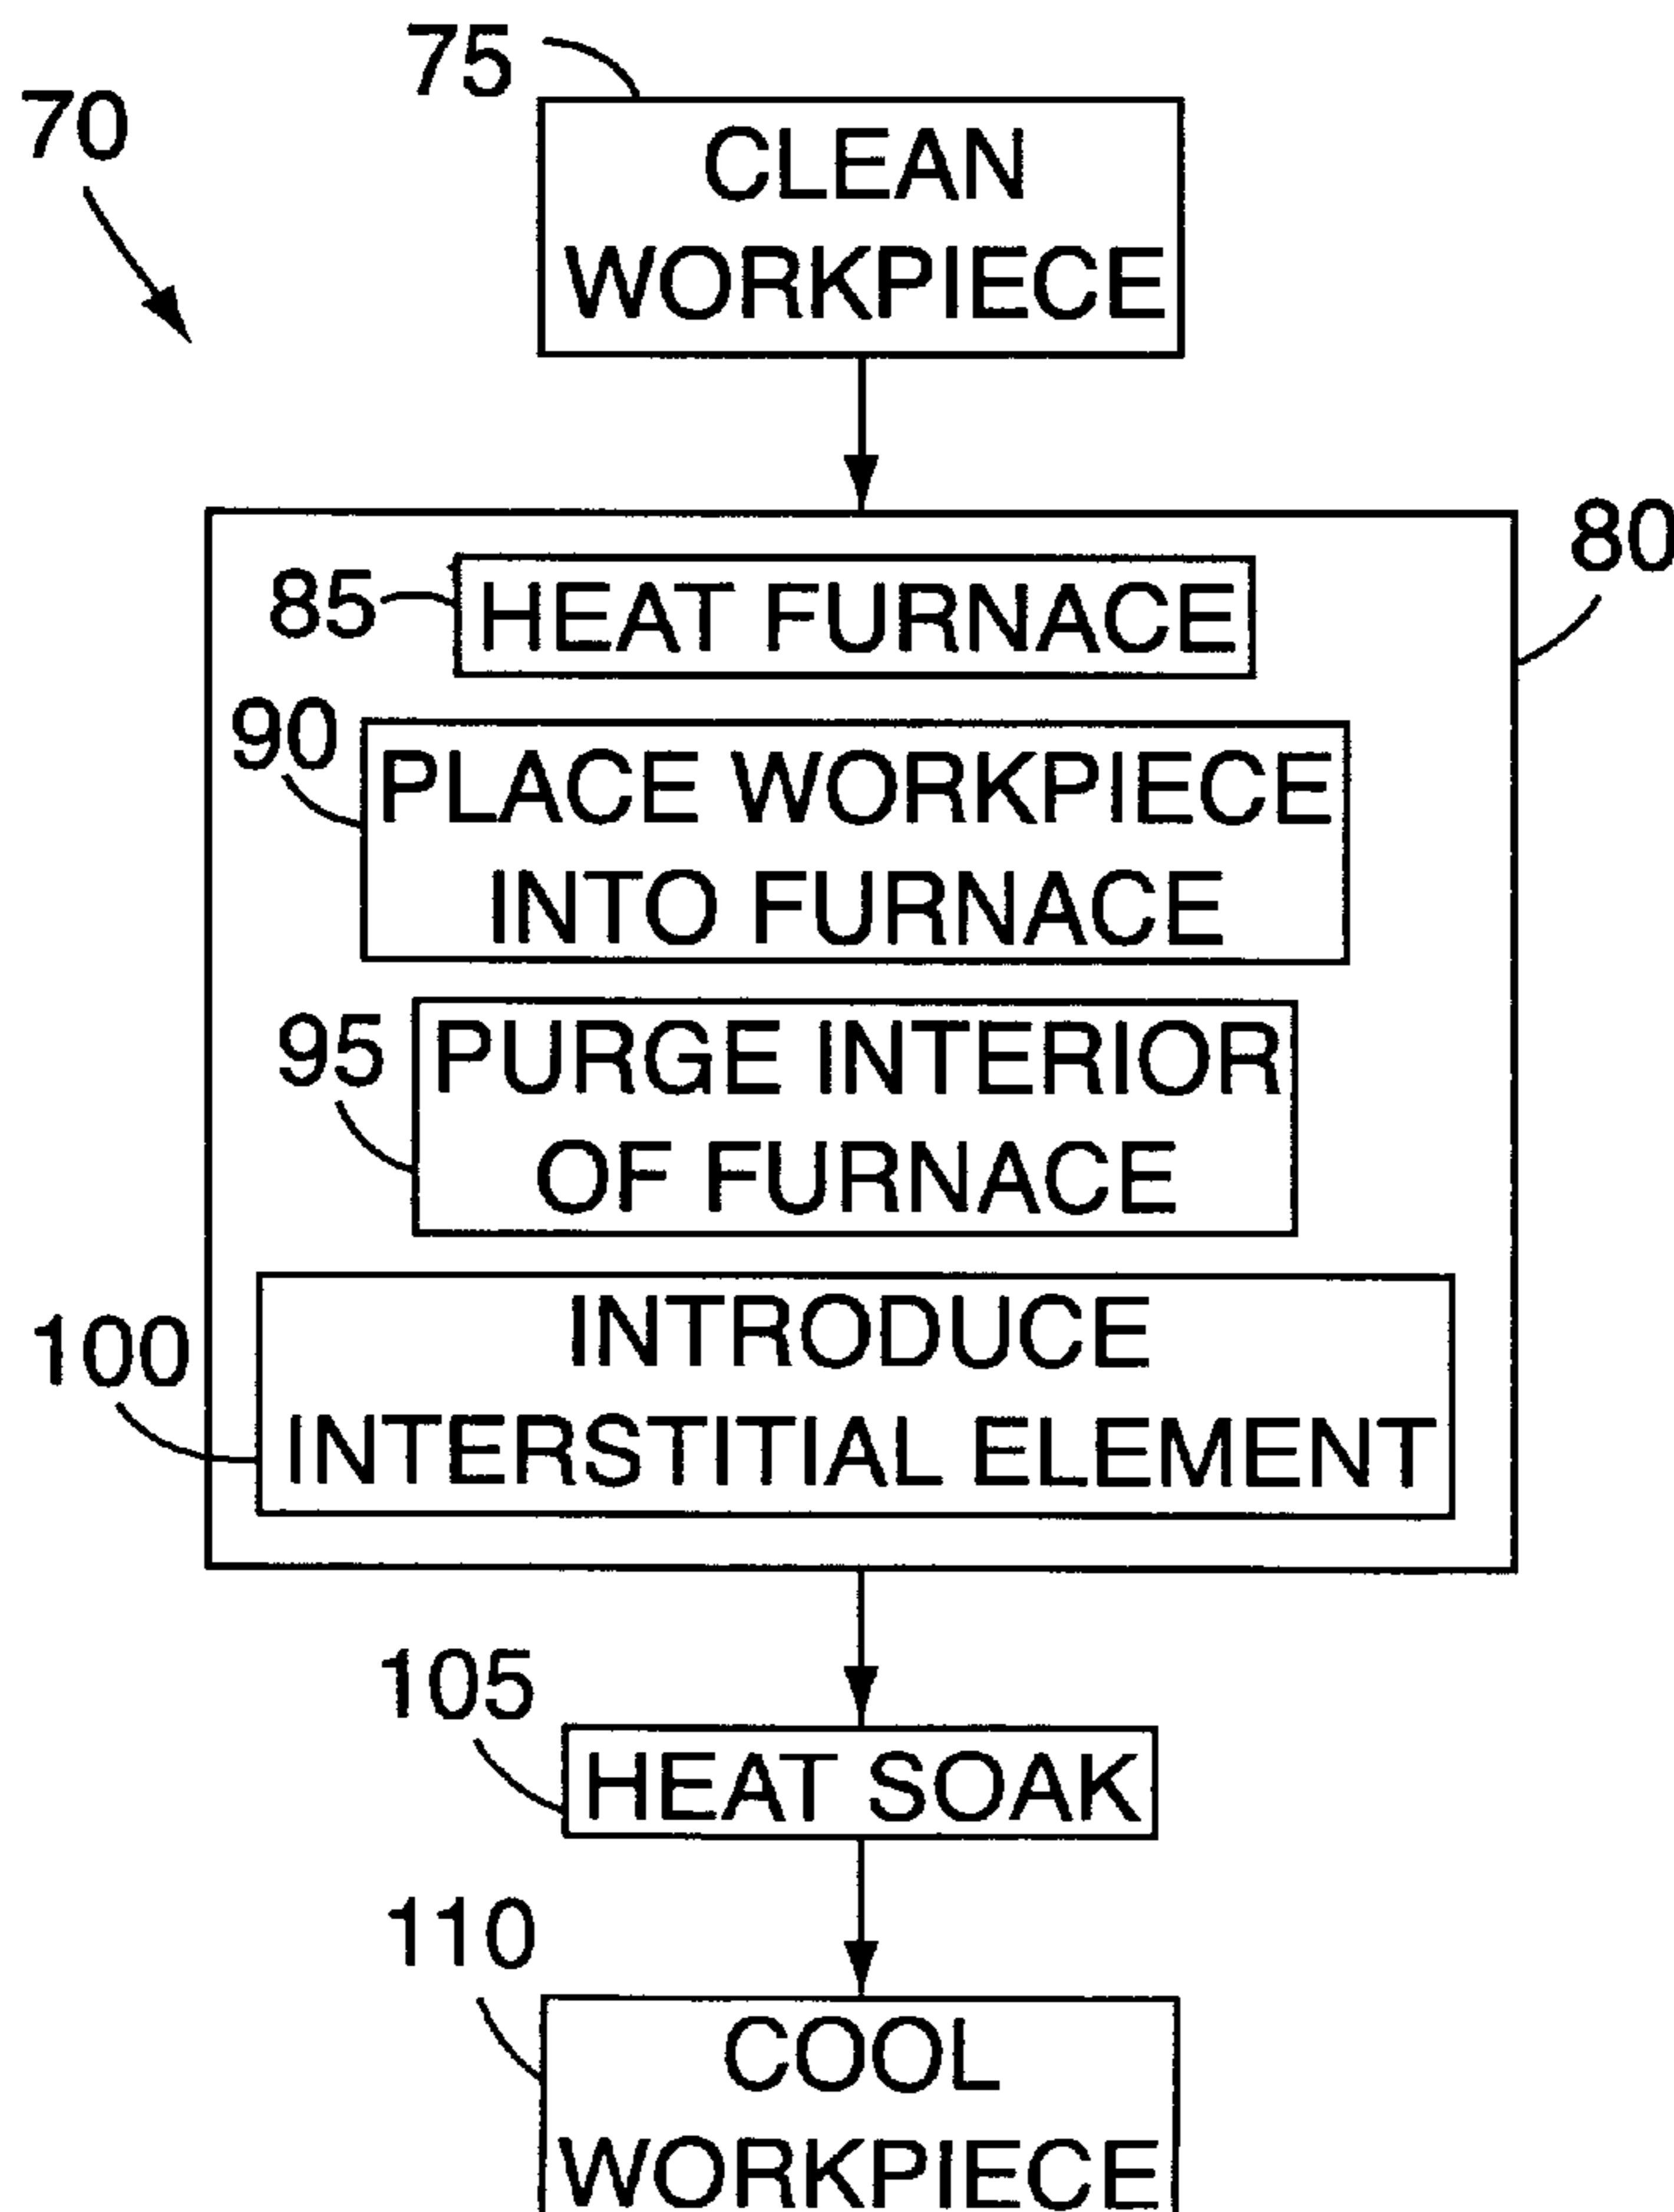 75
70
CLEAN
WORKPIECE
80
85
HEAT FURNACE
90
PLACE WORKPIECE
INTO FURNACE
95
PURGE INTERIOR
OF FURNACE
100
INTRODUCE
INTERSTITIAL ELEMENT
105
HEAT SOAK
110
COOL
WORKPIECE